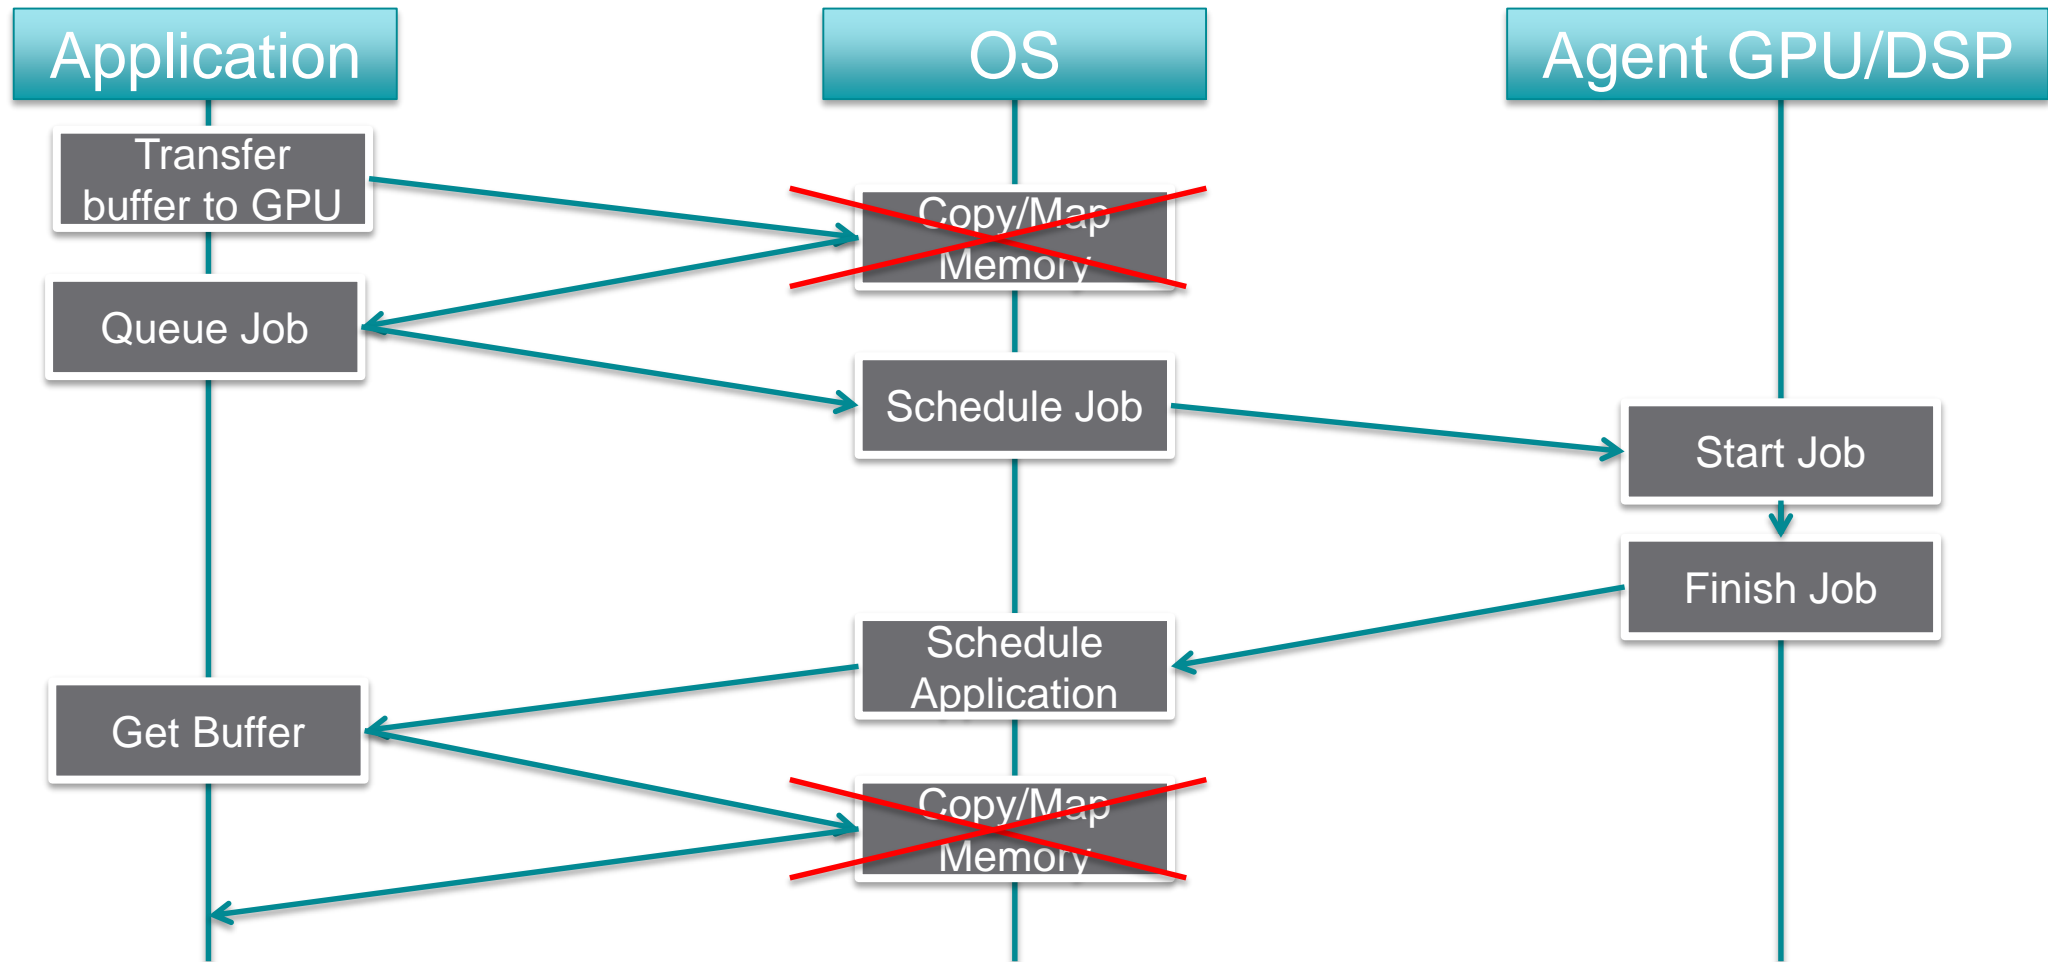 Application
OS
Agent GPU/DSP
Transfer
buffer to GPU
Copy/Map
Memory
Queue Job
Schedule Job
Start Job
Finish Job
Schedule
Application
Get Buffer
Copy/Map
Memory